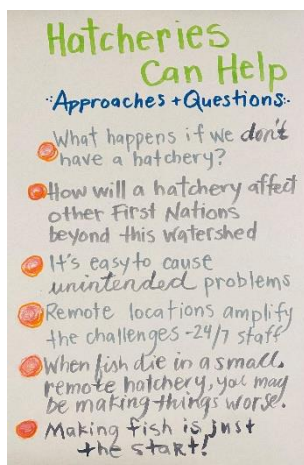 Hatcheries
Can Help
Approaches + Questions
What happens if we don't
have a hatchery?
How will a hatchery affect
other First Nations
beyond this watershed
It's easy to cause
unintended problems
Remote locations amplify
the challenges - 24/7 staff
When fish die in a small,
remote hatchery, you may
be making things worse.
Making fish is just
the start!